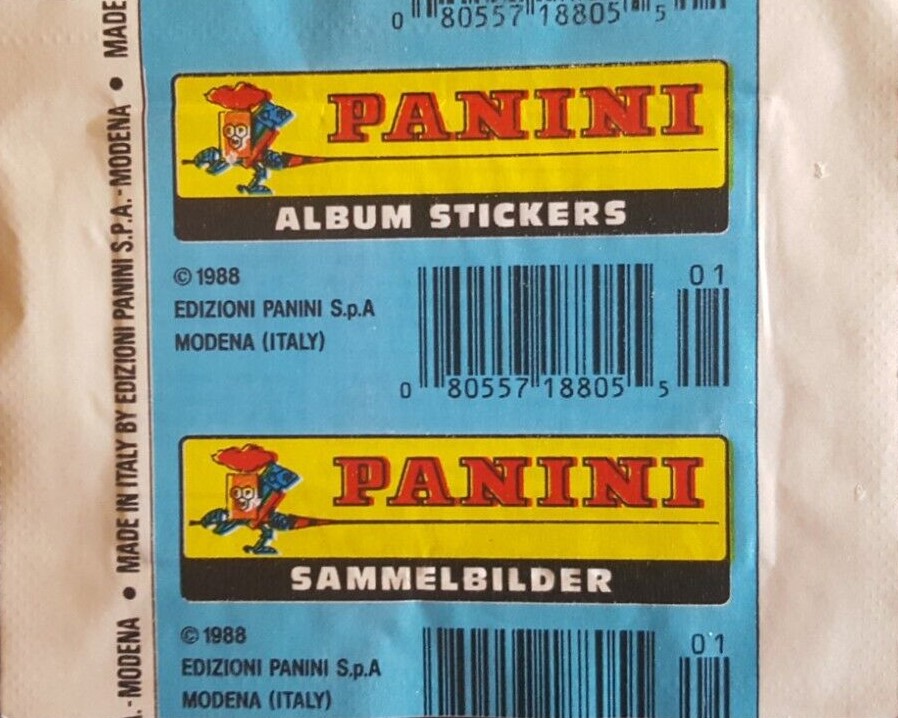 0 80557 18805 5
PANINI
ALBUM STICKERS
© 1988
EDIZIONI PANINI S.p.A
MODENA (ITALY)
01
0 80557 18805 5
PANINI
SAMMELBILDER
© 1988
EDIZIONI PANINI S.p.A
MODENA (ITALY)
01
MADE
• MADE IN ITALY BY EDIZIONI PANINI S.P.A.-MODENA •
.-MODENA •